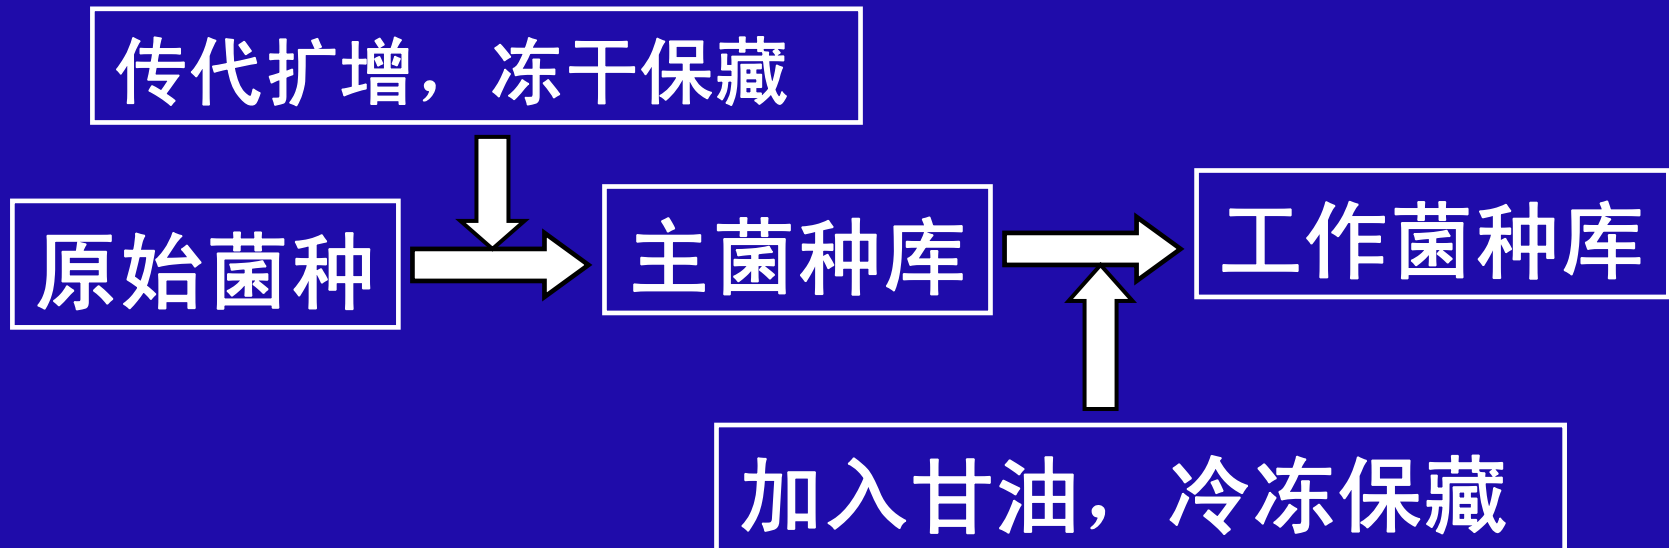 传代扩增，冻干保藏
原始菌种
主菌种库
工作菌种库
加入甘油，冷冻保藏